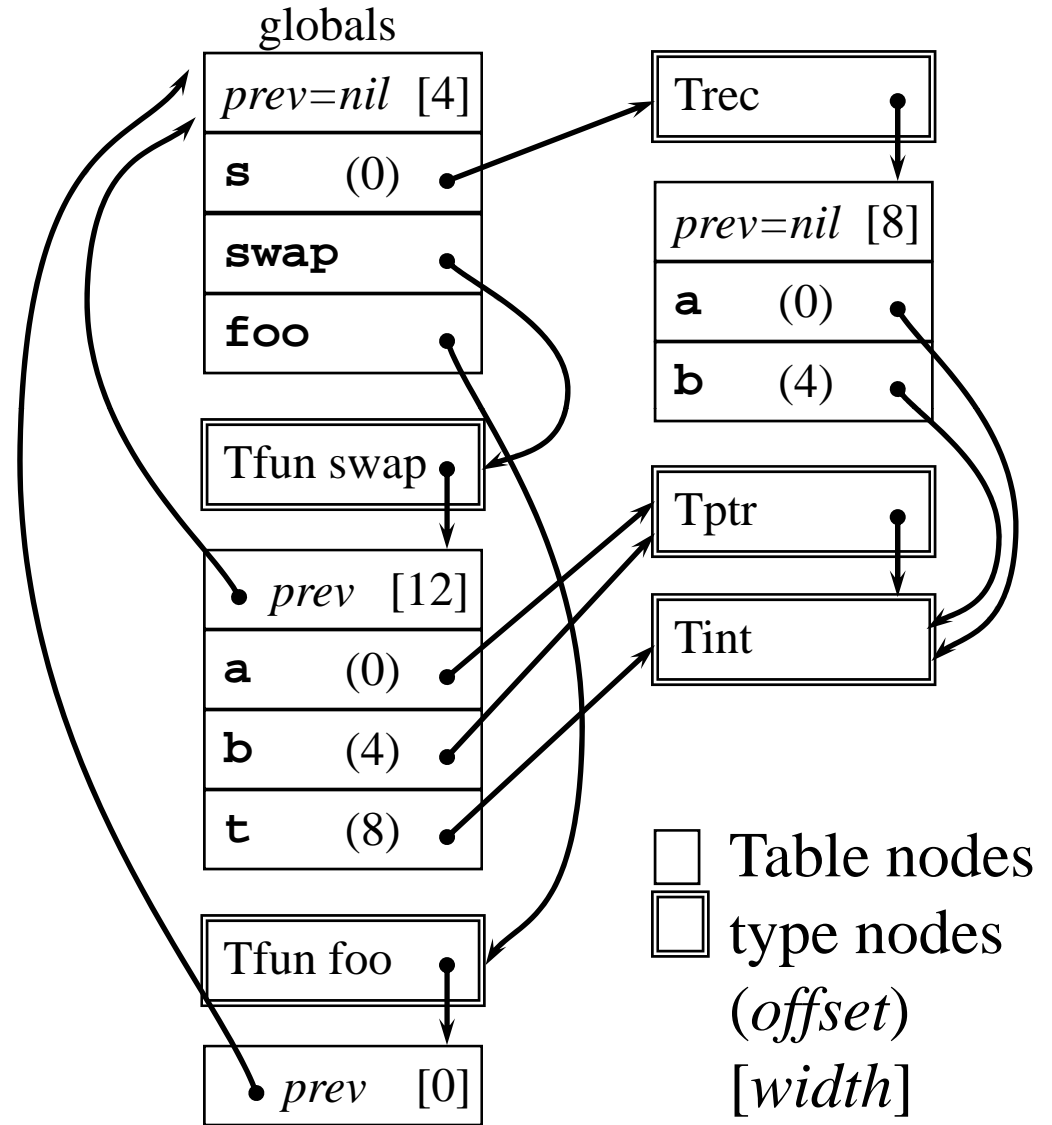 globals
prev=nil [4]
s (0)
swap
foo
Tfun swap
prev [12]
a (0)
b (4)
t (8)
Tfun foo
prev [0]
Trec
prev=nil [8]
a (0)
b (4)
Tptr
Tint
Table nodes
type nodes
(offset)
[width]